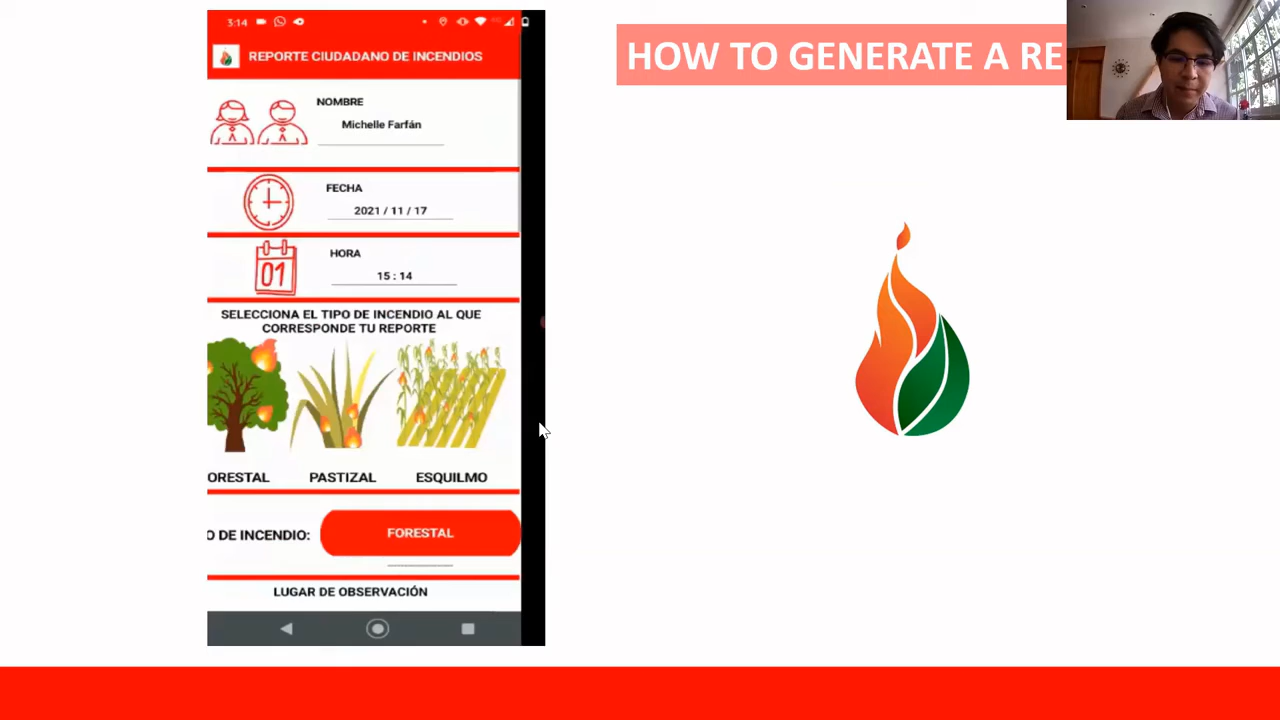 3:14
REPORTE CIUDADANO DE INCENDIOS
NOMBRE
Michelle Farfán
FECHA
2021 / 11 / 17
HORA
01
15 : 14
SELECCIONA EL TIPO DE INCENDIO AL QUE
CORRESPONDE TU REPORTE
ORESTAL PASTIZAL ESQUILMO
O DE INCENDIO: FORESTAL
LUGAR DE OBSERVACIÓN
HOW TO GENERATE A RE